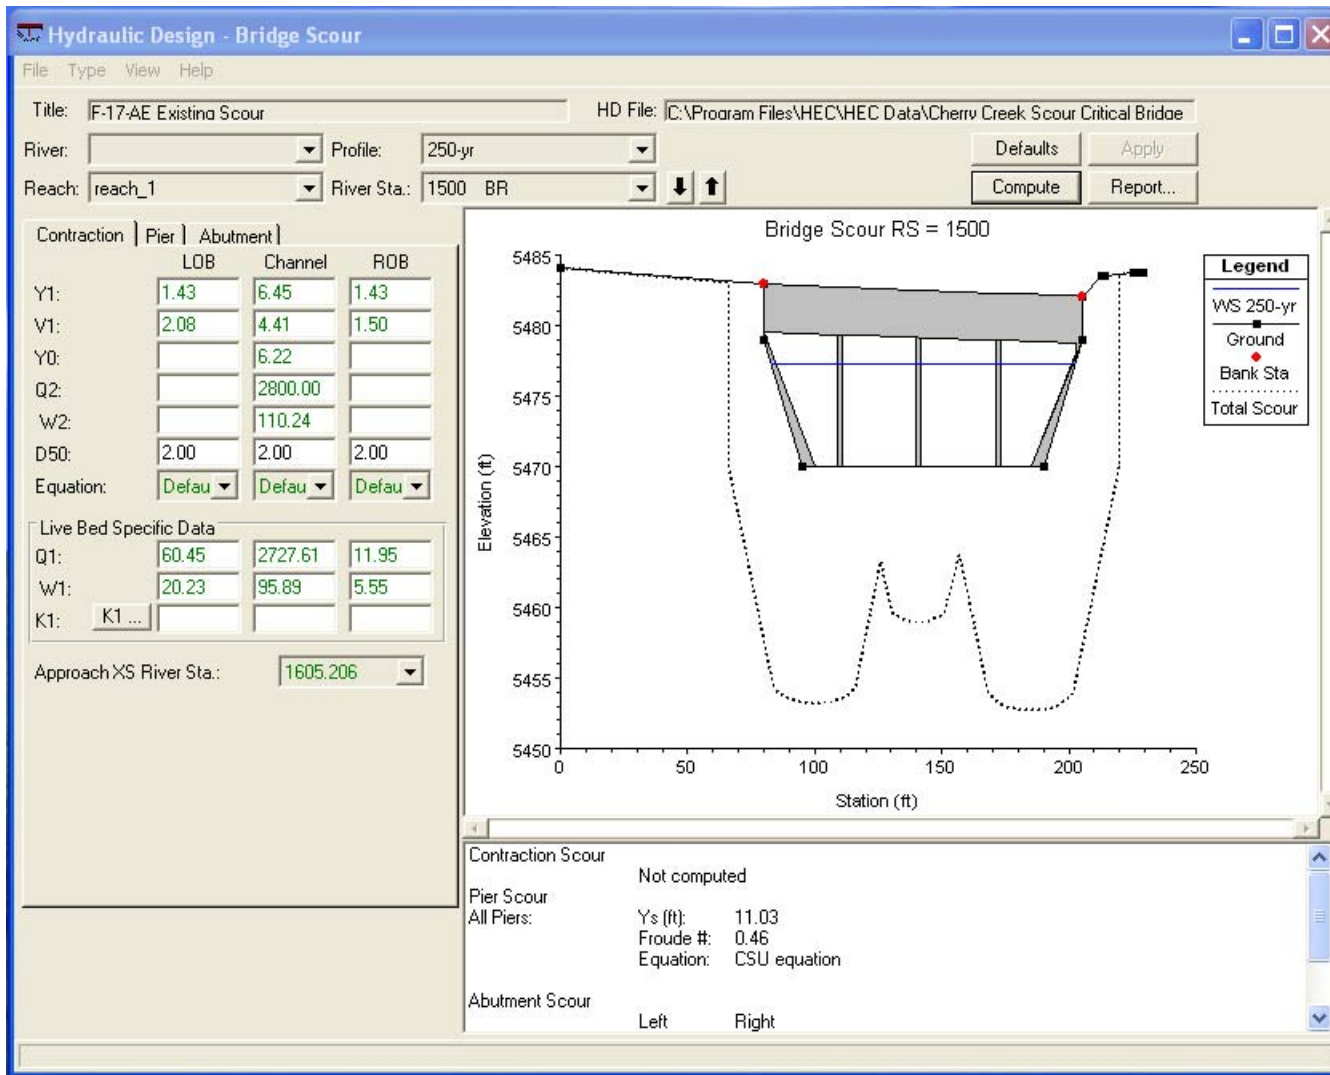 Hydraulic Design - Bridge Scour
File Type View Help
Title: F-17-AE Existing Scour HD File: C:\Program Files\HEC\HEC Data\Cherry Creek Scour Critical Bridge
River: Profile: 250-yr Defaults Apply
Reach: reach_1 River Sta.: 1500 BR Compute Report...
Contraction Pier Abutment
LOB Channel ROB
Y1: 1.43 6.45 1.43
V1: 2.08 4.41 1.50
Y0: 6.22
Q2: 2800.00
W2: 110.24
D50: 2.00 2.00 2.00
Equation: Defau Defau Defau
Live Bed Specific Data
Q1: 60.45 2727.61 11.95
W1: 20.23 95.89 5.55
K1: K1 ...
Approach XS River Sta.: 1605.206
Bridge Scour RS = 1500
5485
5480
5475
5470
5465
5460
5455
5450
Elevation (ft)
0 50 100 150 200 250
Station (ft)
Legend
WS 250-yr
Ground
Bank Sta
Total Scour
Contraction Scour
Not computed
Pier Scour
All Piers: Ys (ft): 11.03
Froude #: 0.46
Equation: CSU equation
Abutment Scour
Left Right